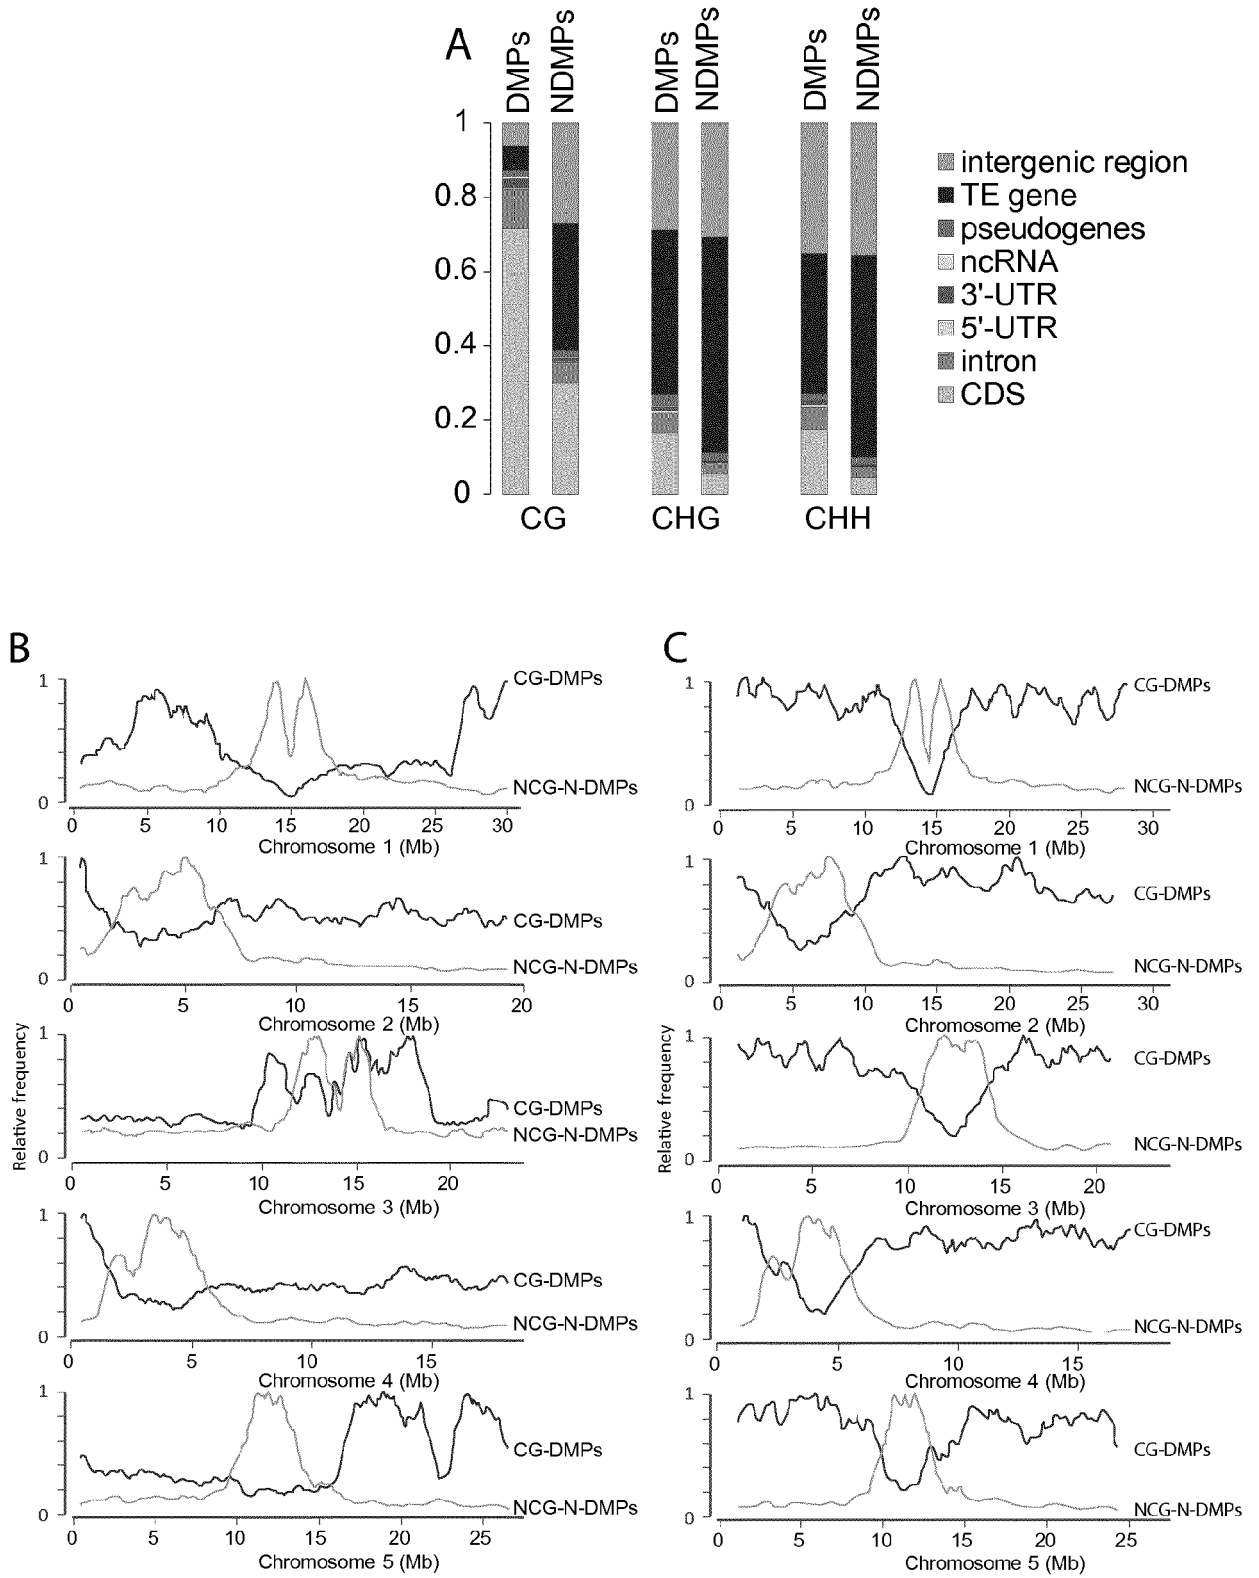 A
DMPs
NDMPs
DMPs
NDMPs
DMPs
NDMPs
1
0.8
0.6
0.4
0.2
0
CG
CHG
CHH
intergenic region
TE gene
pseudogenes
ncRNA
3'-UTR
5'-UTR
intron
CDS
B
Relative frequency
1
0
CG-DMPs
NCG-N-DMPs
0 5 10 15 20 25 30
Chromosome 1 (Mb)
1
0
CG-DMPs
NCG-N-DMPs
0 5 10 15 20
Chromosome 2 (Mb)
1
0
CG-DMPs
NCG-N-DMPs
0 5 10 15 20
Chromosome 3 (Mb)
1
0
CG-DMPs
NCG-N-DMPs
0 5 10 15
Chromosome 4 (Mb)
1
0
CG-DMPs
NCG-N-DMPs
0 5 10 15 20 25
Chromosome 5 (Mb)
C
Relative frequency
1
0
CG-DMPs
NCG-N-DMPs
0 5 10 15 20 25 30
Chromosome 1 (Mb)
1
0
CG-DMPs
NCG-N-DMPs
0 5 10 15 20 25 30
Chromosome 2 (Mb)
1
0
CG-DMPs
NCG-N-DMPs
0 5 10 15 20
Chromosome 3 (Mb)
1
0
CG-DMPs
NCG-N-DMPs
0 5 10 15
Chromosome 4 (Mb)
1
0
CG-DMPs
NCG-N-DMPs
0 5 10 15 20 25
Chromosome 5 (Mb)